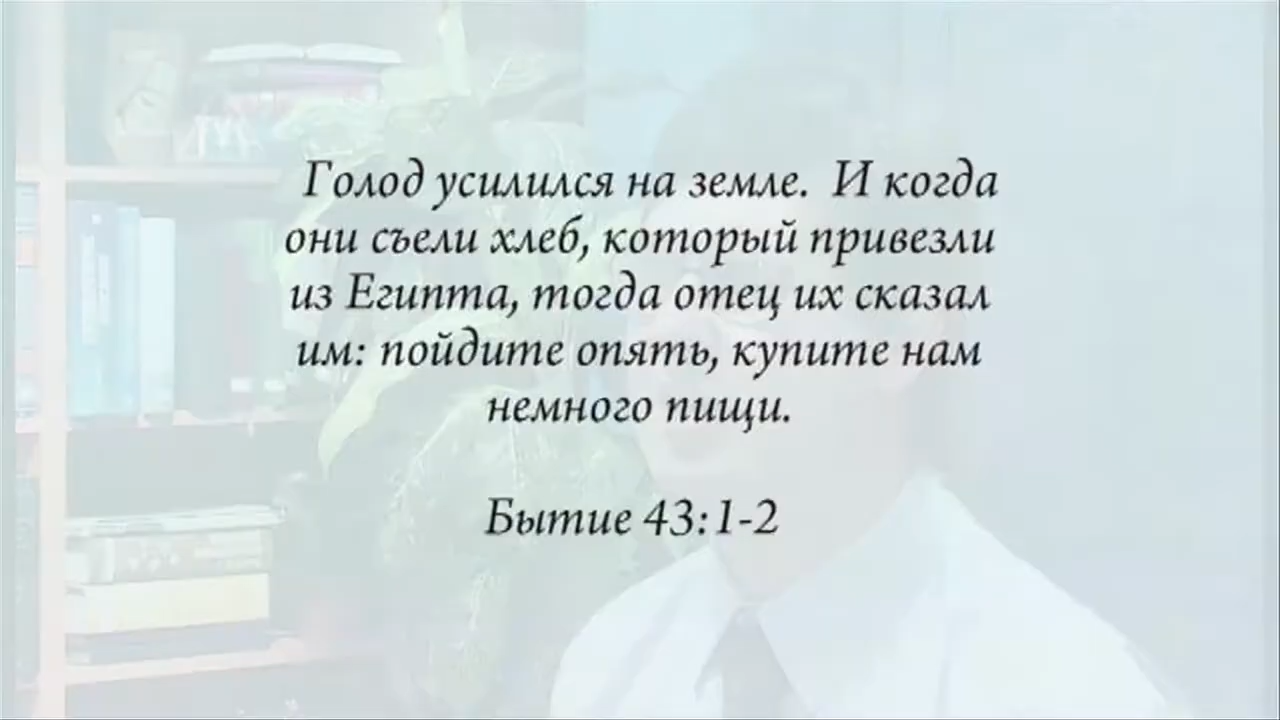 Голод усилился на земле. И когда
они съели хлеб, который привезли
из Египта, тогда отец их сказал
им: пойдите опять, купите нам
немного пищи.
Бытие 43:1-2